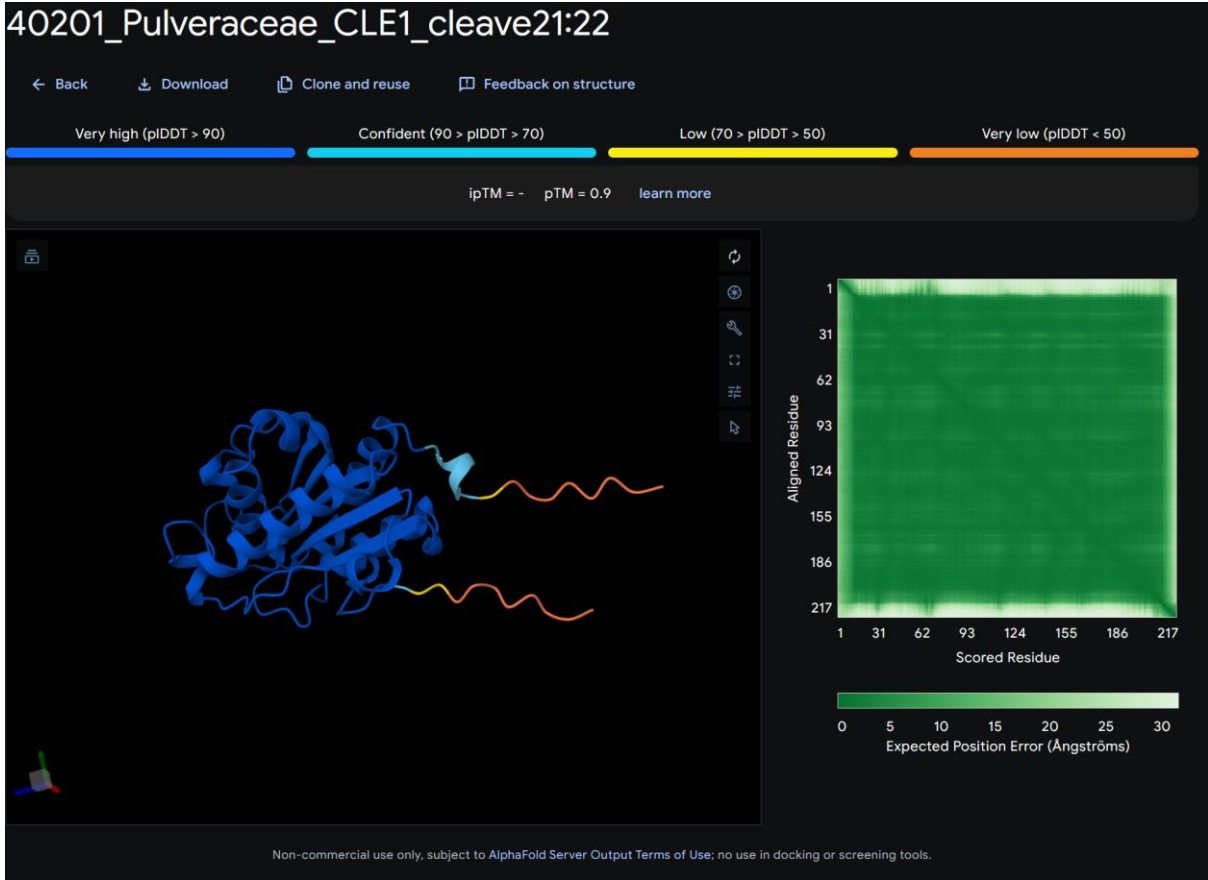 40201_Pulveraceae_CLE1_cleave21:22
Back Download Clone and reuse Feedback on structure
Very high (plDDT > 90) Confident (90 > plDDT > 70) Low (70 > plDDT > 50) Very low (plDDT < 50)
ipTM = - pTM = 0.9 learn more
1
31
62
93
124
155
186
217
Aligned Residue
1 31 62 93 124 155 186 217
Scored Residue
0 5 10 15 20 25 30
Expected Position Error (Ångströms)
Non-commercial use only, subject to AlphaFold Server Output Terms of Use; no use in docking or screening tools.